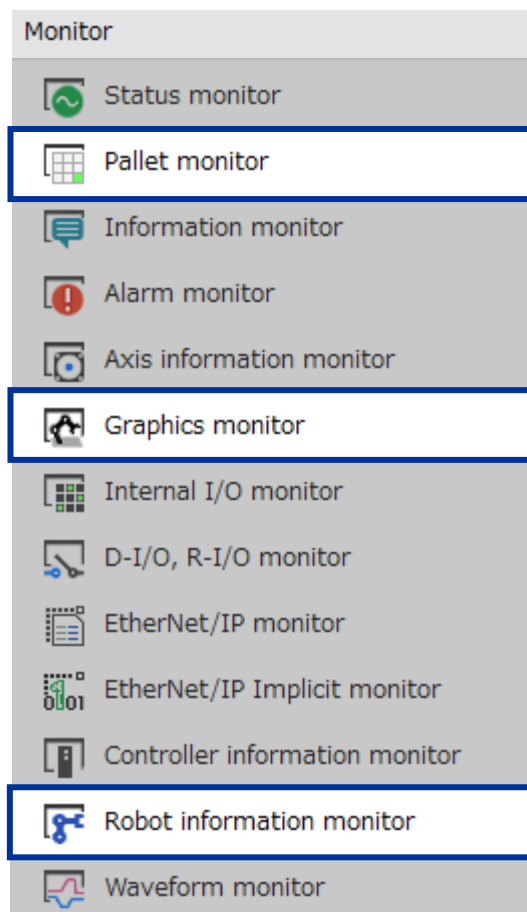 Monitor
Status monitor
Pallet monitor
Information monitor
Alarm monitor
Axis information monitor
Graphics monitor
Internal I/O monitor
D-I/O, R-I/O monitor
EtherNet/IP monitor
EtherNet/IP Implicit monitor
Controller information monitor
Robot information monitor
Waveform monitor